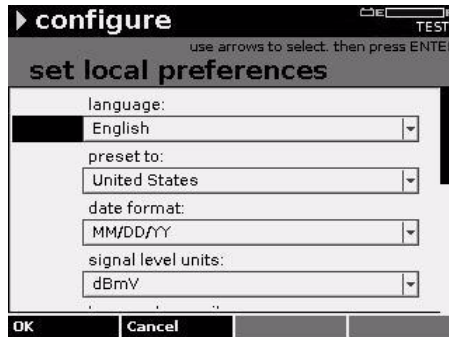 configure
E
TEST
use arrows to select. then press ENTE
set local preferences
language:
English
preset to:
United States
date format:
MM/DD/YY
signal level units:
dBmV
OK Cancel